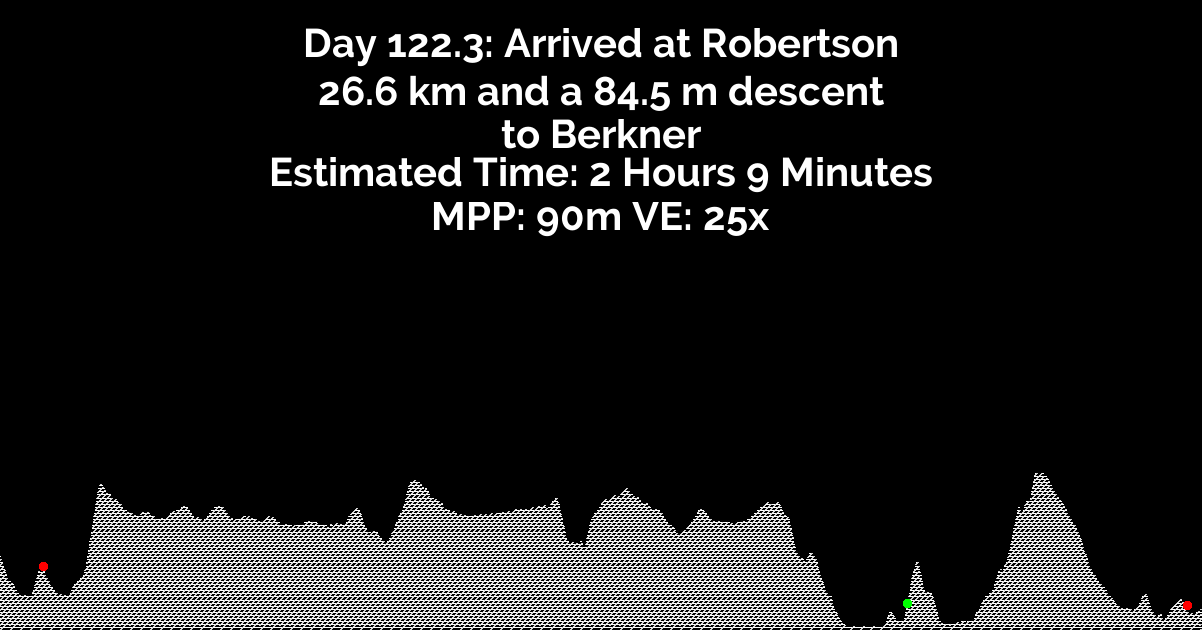 Day 122.3: Arrived at Robertson
26.6 km and a 84.5 m descent
to Berkner
Estimated Time: 2 Hours 9 Minutes
MPP: 90m VE: 25x